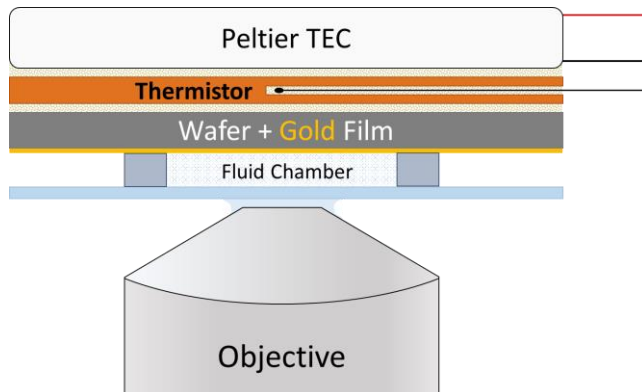 Peltier TEC
Thermistor
Wafer + Gold Film
Fluid Chamber
Objective